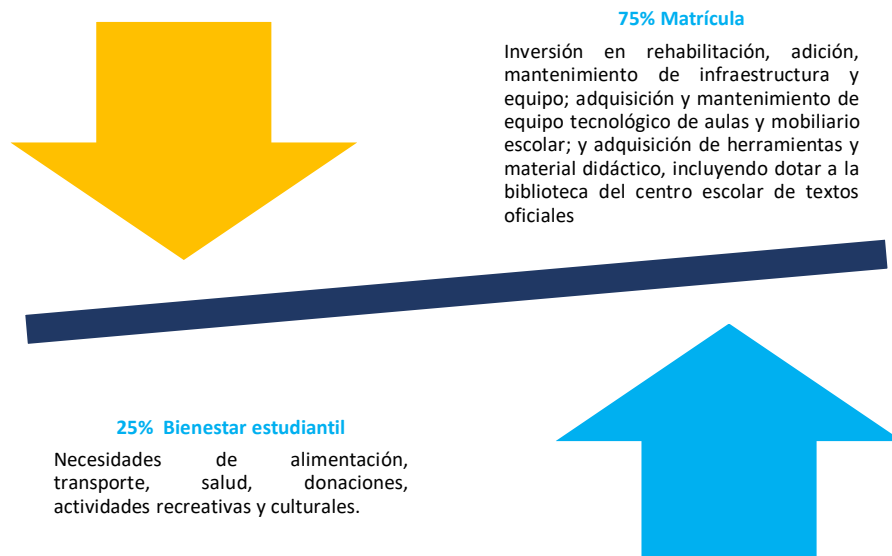 75% Matrícula
Inversión en rehabilitación, adición,
mantenimiento de infraestructura y
equipo; adquisición y mantenimiento de
equipo tecnológico de aulas y mobiliario
escolar; y adquisición de herramientas y
material didáctico, incluyendo dotar a la
biblioteca del centro escolar de textos
oficiales
25% Bienestar estudiantil
Necesidades de alimentación,
transporte, salud, donaciones,
actividades recreativas y culturales.